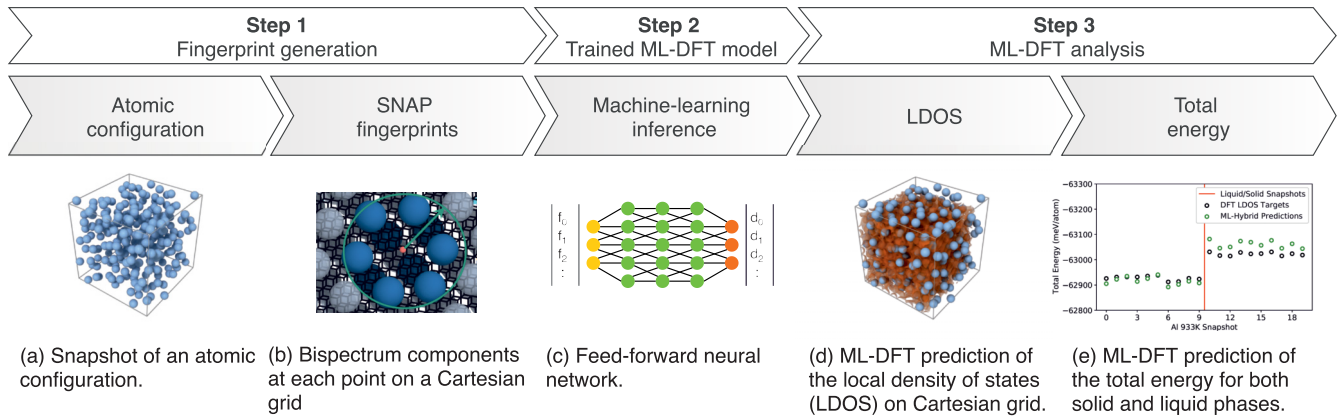 Step 1
Fingerprint generation
Step 2
Trained ML-DFT model
Step 3
ML-DFT analysis
Atomic
configuration
SNAP
fingerprints
Machine-learning
inference
LDOS
Total
energy
f0
f1
f2
:
d0
d1
d2
:
−63300
−63200
−63100
−63000
−62900
−62800
Total Energy (meV/atom)
Liquid/Solid Snapshots
DFT LDOS Targets
ML-Hybrid Predictions
0 3 6 9 12 15 18
Al 933K Snapshot
(a) Snapshot of an atomic
configuration.
(b) Bispectrum components
at each point on a Cartesian
grid
(c) Feed-forward neural
network.
(d) ML-DFT prediction of
the local density of states
(LDOS) on Cartesian grid.
(e) ML-DFT prediction of
the total energy for both
solid and liquid phases.